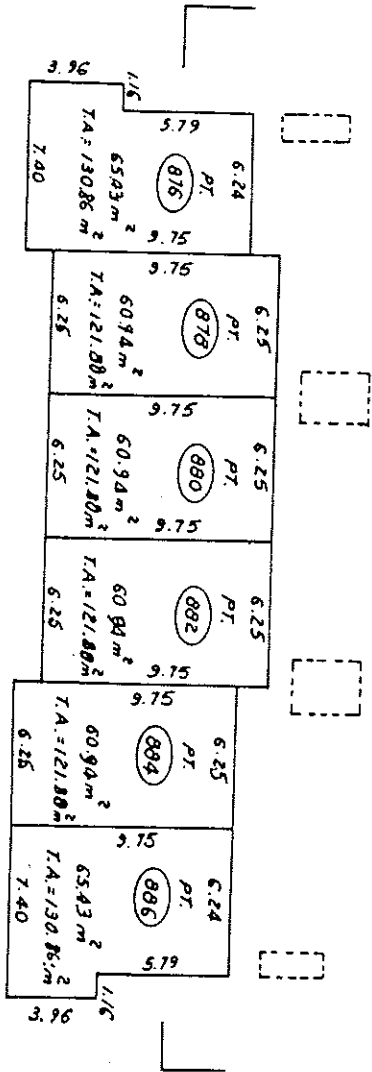 3.96
1.16
5.79
6.24
PT.
876
65.43 m²
T.A.= 130.86 m²
7.40
9.75
9.75
6.25
PT.
878
60.94 m²
T.A.= 121.88 m²
6.25
9.75
6.25
PT.
880
60.94 m²
T.A.= 121.88 m²
6.25
9.75
6.25
PT.
882
60.94 m²
T.A.= 121.88 m²
6.25
9.75
9.75
6.25
PT.
884
60.94 m²
T.A.= 121.88 m²
6.25
9.75
6.24
PT.
886
65.43 m²
T.A.= 130.86 m²
7.40
5.79
1.16
3.96